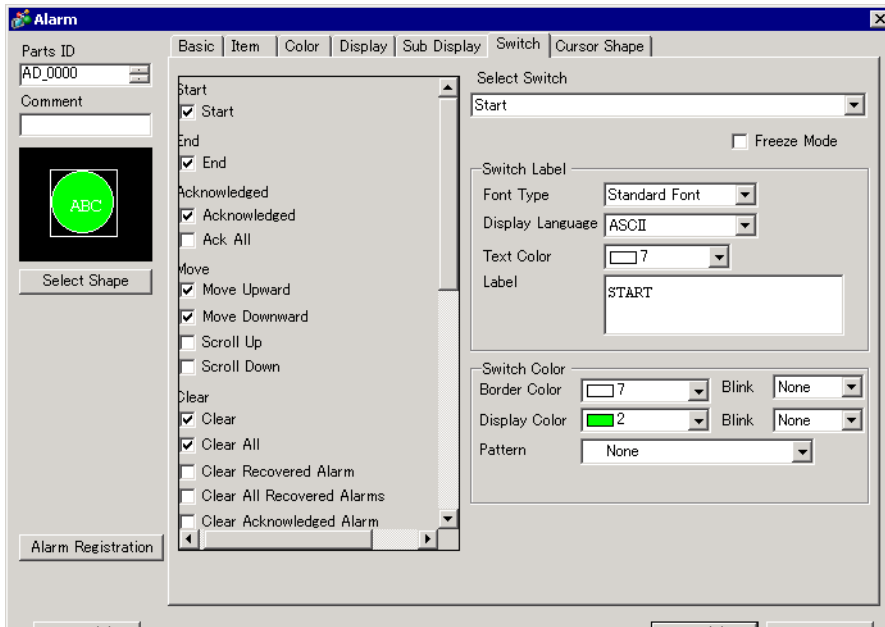 Alarm
Parts ID
AD_0000
Comment
ABC
Select Shape
Alarm Registration
Basic
Item
Color
Display
Sub Display
Switch
Cursor Shape
Start
Start
End
End
Acknowledged
Acknowledged
Ack All
Move
Move Upward
Move Downward
Scroll Up
Scroll Down
Clear
Clear
Clear All
Clear Recovered Alarm
Clear All Recovered Alarms
Clear Acknowledged Alarm
Select Switch
Start
Freeze Mode
Switch Label
Font Type Standard Font
Display Language ASCII
Text Color 7
Label START
Switch Color
Border Color 7 Blink None
Display Color 2 Blink None
Pattern None